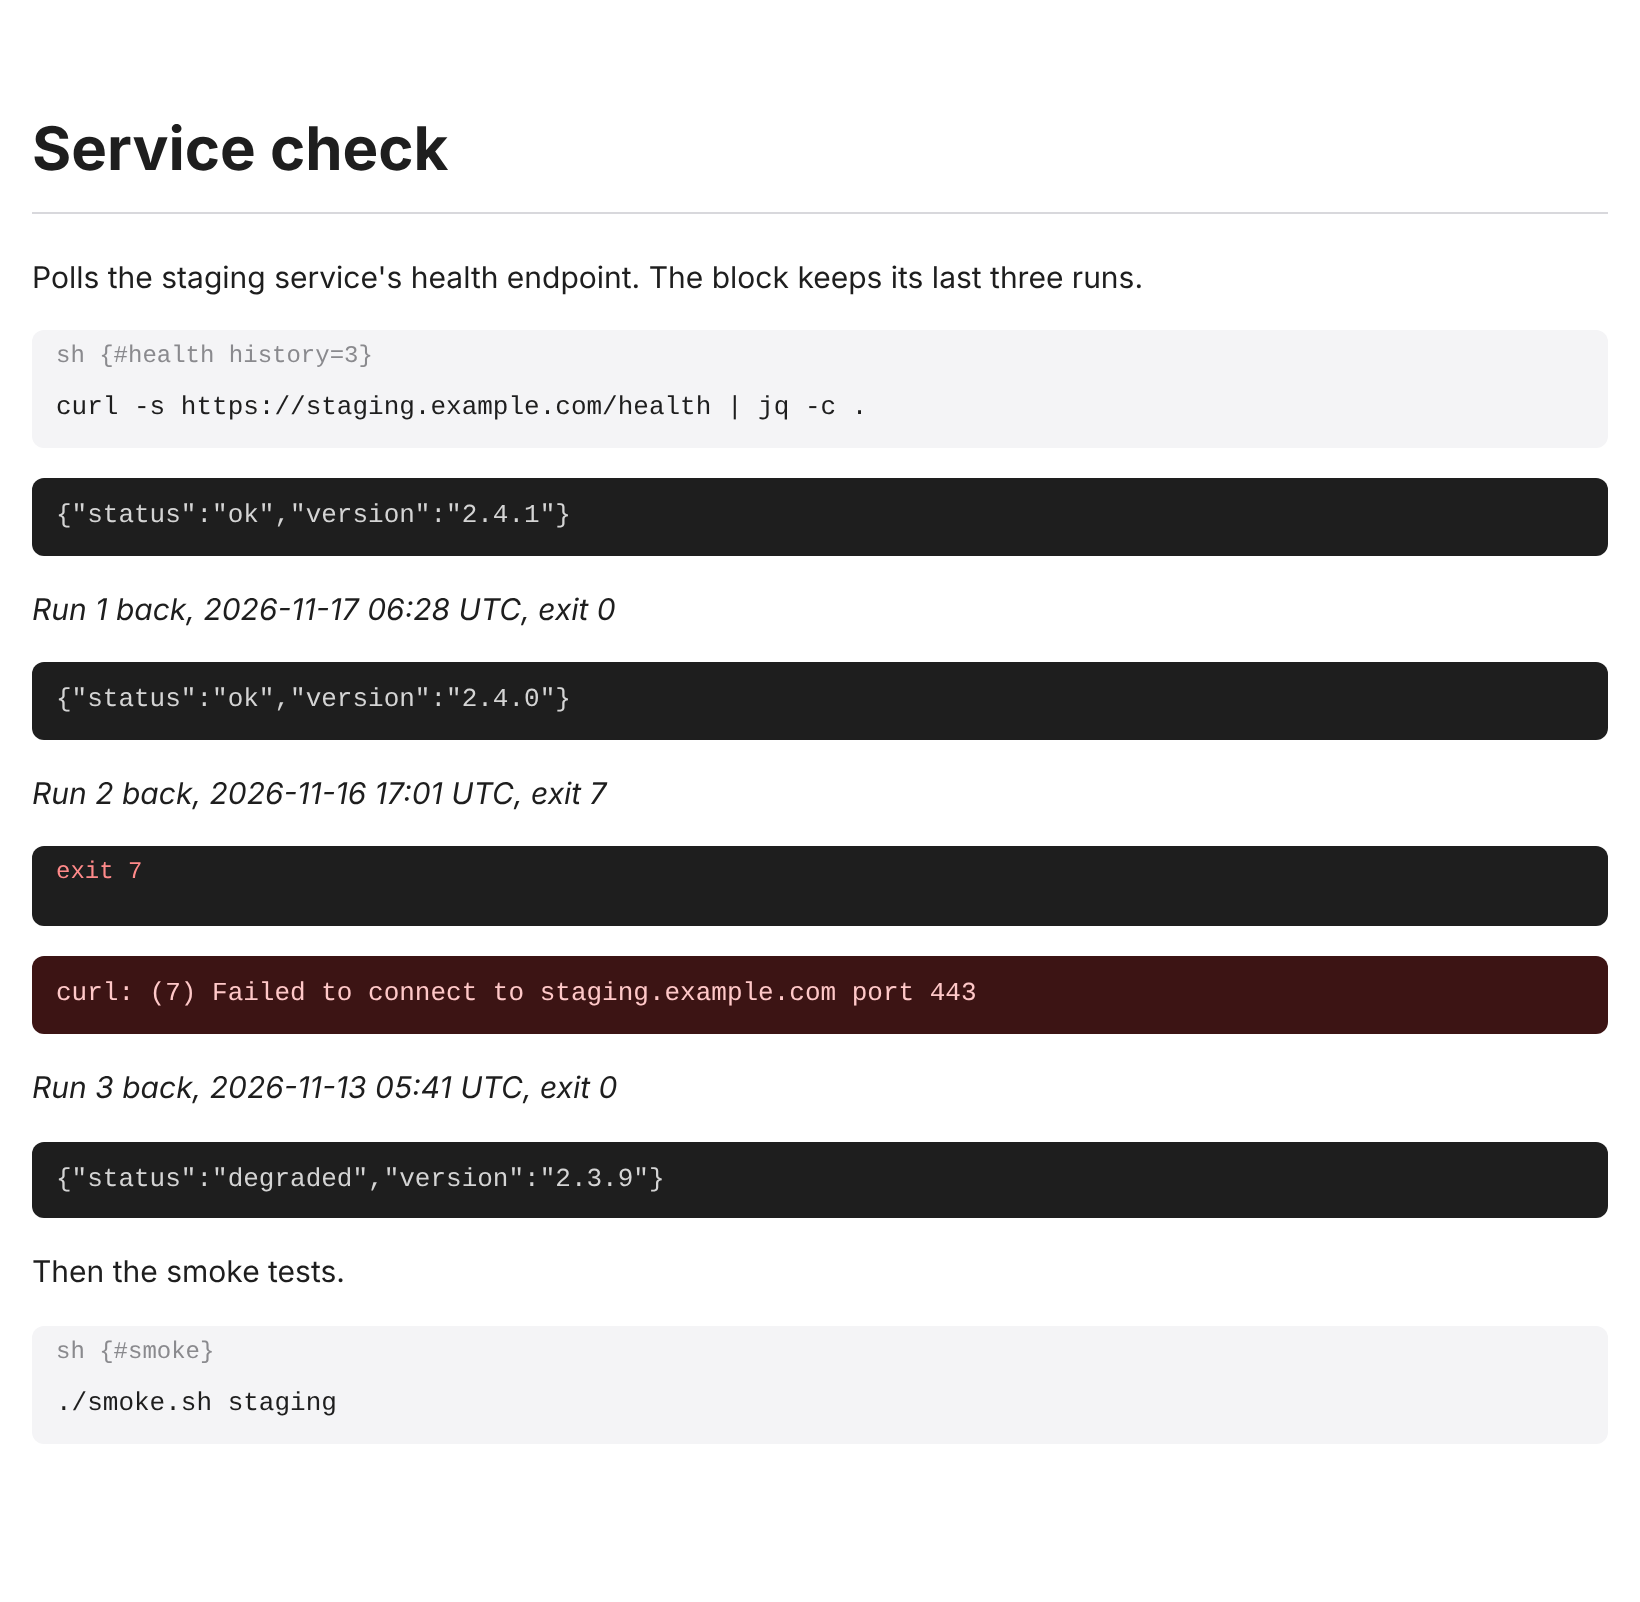 Service check
Polls the staging service's health endpoint. The block keeps its last three runs.
sh {#health history=3}
curl -s https://staging.example.com/health | jq -c .
{"status":"ok","version":"2.4.1"}
Run 1 back, 2026-11-17 06:28 UTC, exit 0
{"status":"ok","version":"2.4.0"}
Run 2 back, 2026-11-16 17:01 UTC, exit 7
exit 7
curl: (7) Failed to connect to staging.example.com port 443
Run 3 back, 2026-11-13 05:41 UTC, exit 0
{"status":"degraded","version":"2.3.9"}
Then the smoke tests.
sh {#smoke}
./smoke.sh staging